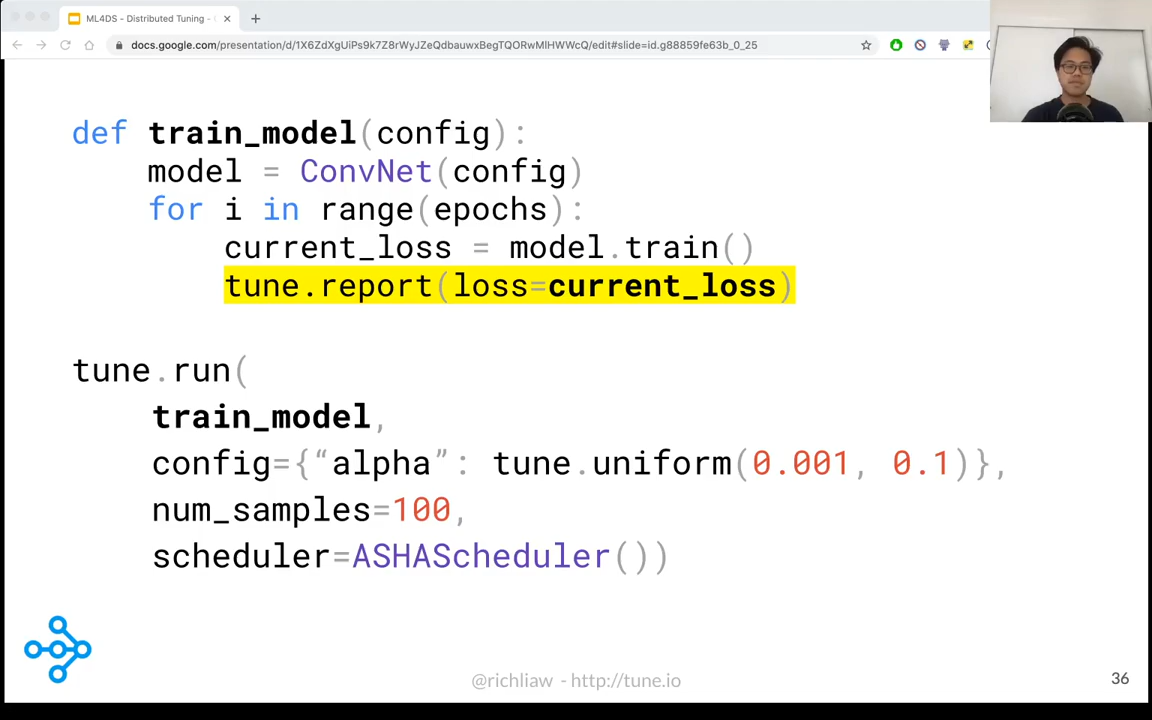 ML4DS - Distributed Tuning -
docs.google.com/presentation/d/1X6ZdXgUiPs9k7Z8rWyJZeQdbauwxBegTQORwMlHWWcQ/edit#slide=id.g88859fe63b_0_25
def train_model(config):
model = ConvNet(config)
for i in range(epochs):
current_loss = model.train()
tune.report(loss=current_loss)
tune.run(
train_model,
config={“alpha”: tune.uniform(0.001, 0.1)},
num_samples=100,
scheduler=ASHAScheduler())
@richliaw - http://tune.io
36